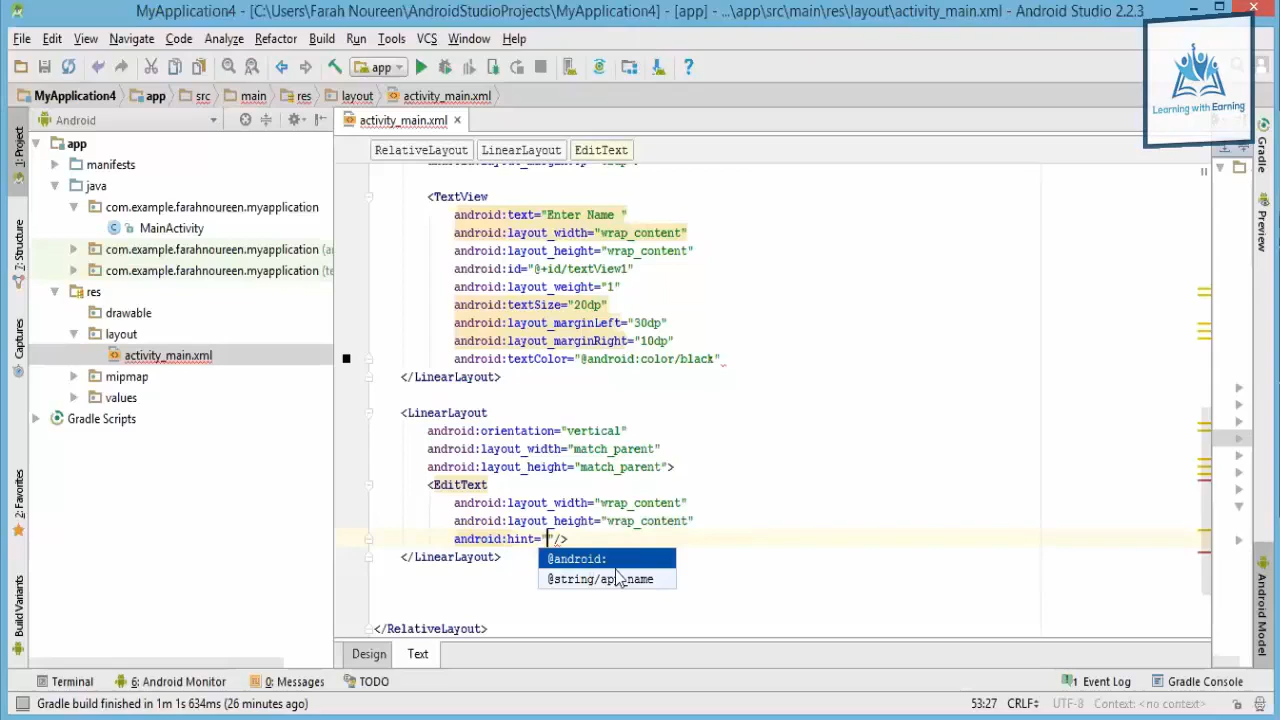 MyApplication4 - [C:\Users\Farah Noureen\AndroidStudioProjects\MyApplication4] - [app] - ...\app\src\main\res\layout\activity_main.xml - Android Studio 2.2.3
File Edit View Navigate Code Analyze Refactor Build Run Tools VCS Window Help
app
Learning with Earning
MyApplication4 app src main res layout activity_main.xml
Android
activity_main.xml
1: Project
7: Structure
Captures
2: Favorites
Build Variants
app
manifests
java
com.example.farahnoureen.myapplication
MainActivity
com.example.farahnoureen.myapplication
com.example.farahnoureen.myapplication
res
drawable
layout
activity_main.xml
mipmap
values
Gradle Scripts
RelativeLayout LinearLayout EditText
<TextView
android:text="Enter Name "
android:layout_width="wrap_content"
android:layout_height="wrap_content"
android:id="@+id/textView1"
android:layout_weight="1"
android:textSize="20dp"
android:layout_marginLeft="30dp"
android:layout_marginRight="10dp"
android:textColor="@android:color/black"
</LinearLayout>
<LinearLayout
android:orientation="vertical"
android:layout_width="match_parent"
android:layout_height="match_parent">
<EditText
android:layout_width="wrap_content"
android:layout_height="wrap_content"
android:hint=""/>
</LinearLayout>
@android:
@string/app_name
</RelativeLayout>
Design Text
Gradle
Preview
Android Model
Terminal 6: Android Monitor 0: Messages TODO 1 Event Log Gradle Console
Gradle build finished in 1m 1s 634ms (26 minutes ago) 53:27 CRLF UTF-8 Context: <no context>